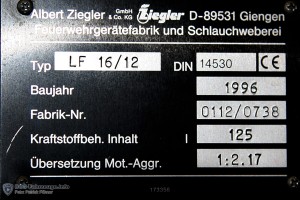 Albert Ziegler GmbH & Co. KG Ziegler D-89531 Giengen
Feuerwehrgerätefabrik und Schlauchweberei
Typ LF 16/12 DIN 14530 CE
Baujahr 1996
Fabrik-Nr. 0112/0738
Kraftstoffbeh. Inhalt l 125
Übersetzung Mot.-Aggr. 1:2.17